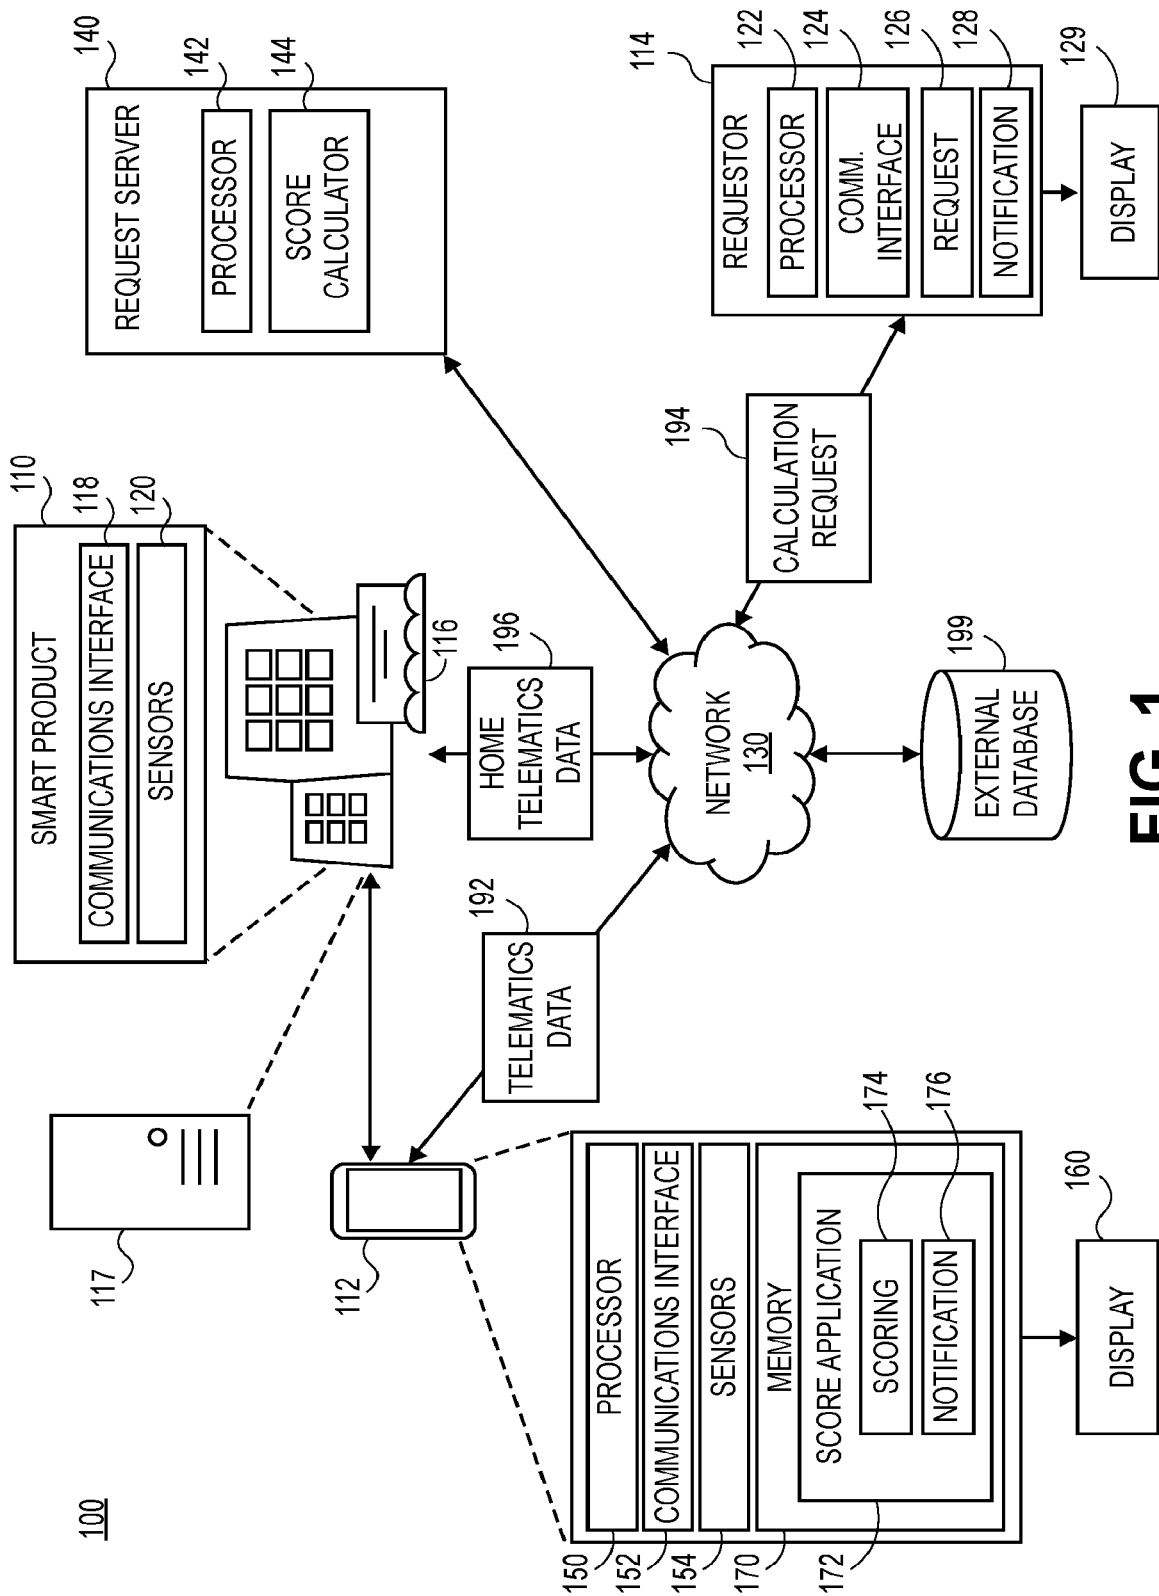 100
117
112
SMART PRODUCT
110
COMMUNICATIONS INTERFACE
118
SENSORS
120
116
REQUEST SERVER
140
PROCESSOR
142
SCORE
CALCULATOR
144
HOME
TELEMATICS
DATA
196
TELEMATICS
DATA
192
NETWORK
130
CALCULATION
REQUEST
194
REQUESTOR
114
PROCESSOR
122
COMM.
INTERFACE
124
REQUEST
126
NOTIFICATION
128
DISPLAY
129
EXTERNAL
DATABASE
199
150
PROCESSOR
152
COMMUNICATIONS INTERFACE
154
SENSORS
170
MEMORY
172
SCORE APPLICATION
SCORING
174
NOTIFICATION
176
DISPLAY
160
FIG. 1